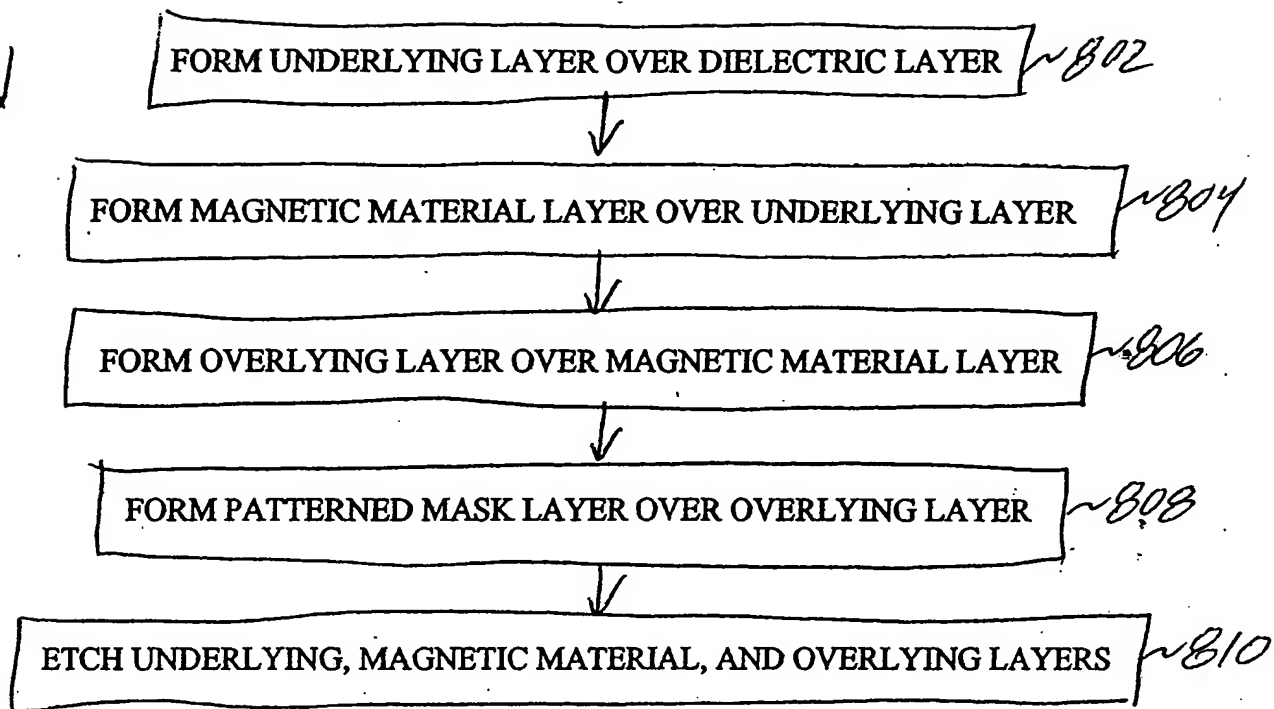 FORM UNDERLYING LAYER OVER DIELECTRIC LAYER 802
FORM MAGNETIC MATERIAL LAYER OVER UNDERLYING LAYER 804
FORM OVERLYING LAYER OVER MAGNETIC MATERIAL LAYER 806
FORM PATTERNED MASK LAYER OVER OVERLYING LAYER 808
ETCH UNDERLYING, MAGNETIC MATERIAL, AND OVERLYING LAYERS 810